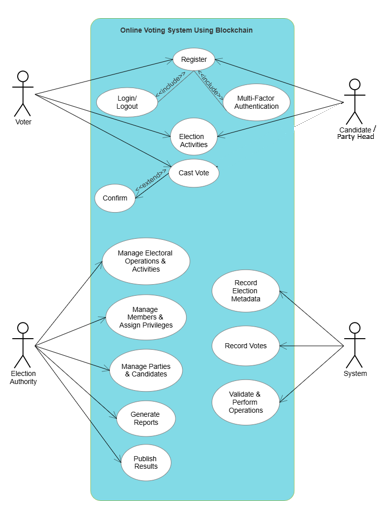 Online Voting System Using Blockchain
Register
<<include>>
<<include>>
Login/
Logout
Multi-Factor
Authentication
Voter
Candidate /
Party Head
Election
Activities
Cast Vote
<<extend>>
Confirm
Manage Electoral
Operations &
Activities
Record
Election
Metadata
Manage
Members &
Assign Privileges
Record Votes
Election
Authority
System
Manage Parties
& Candidates
Validate &
Perform
Operations
Generate
Reports
Publish
Results